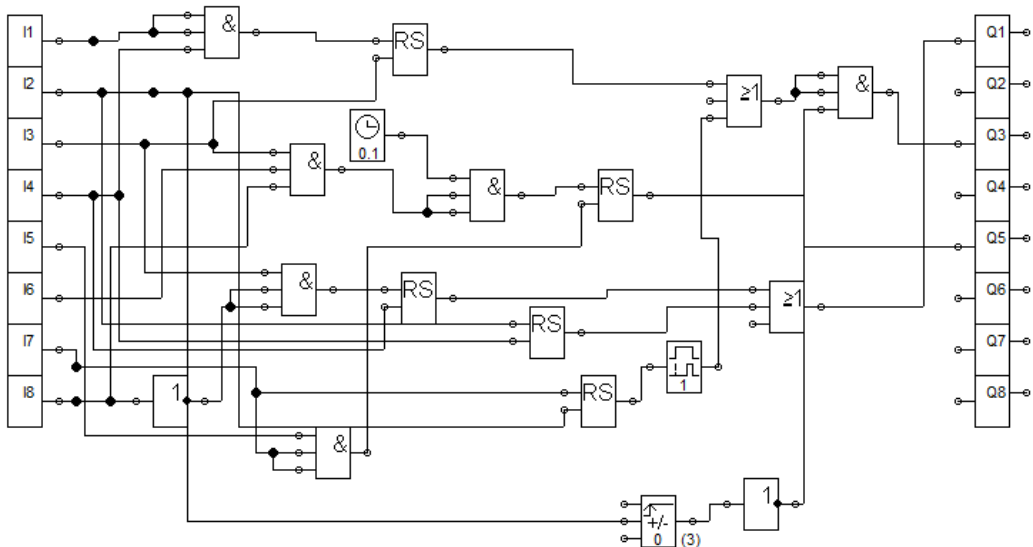 I1
&
RS
Q1
I2
≥1
&
Q2
I3
0.1
Q3
&
I4
&
RS
Q4
I5
Q5
I6
&
RS
≥1
Q6
RS
I7
1
Q7
I8
1
RS
Q8
&
+/-
0
(3)
1